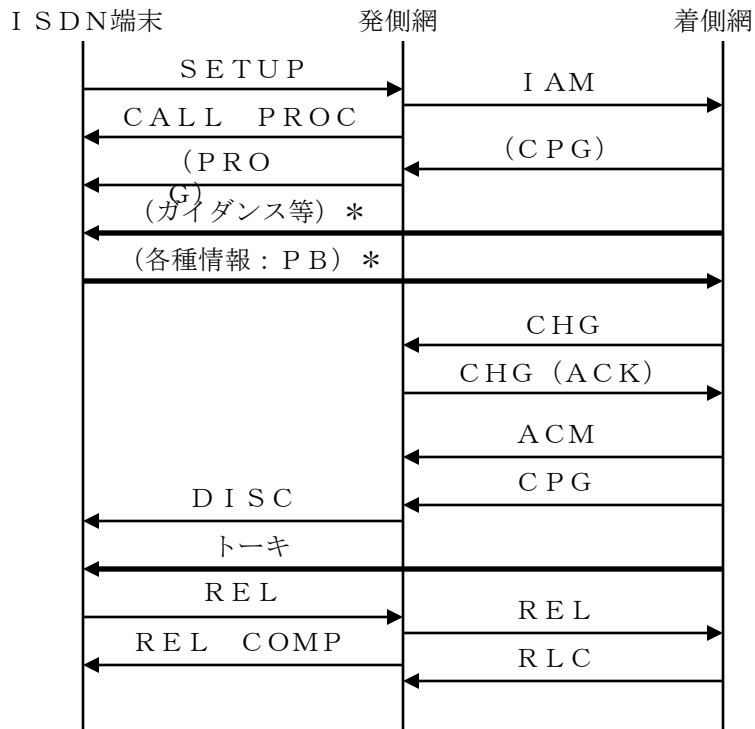 ＩＳＤＮ端末
発側網
着側網
ＳＥＴＵＰ
ＩＡＭ
ＣＡＬＬ　ＰＲＯＣ
（ＣＰＧ）
（ＰＲＯ
Ｇ）
（ガイダンス等）＊
（各種情報：ＰＢ）＊
ＣＨＧ
ＣＨＧ（ＡＣＫ）
ＡＣＭ
ＣＰＧ
ＤＩＳＣ
トーキ
ＲＥＬ
ＲＥＬ
ＲＥＬ　ＣＯＭＰ
ＲＬＣ